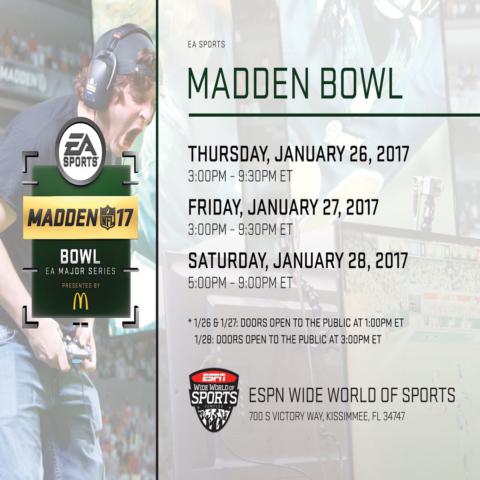 EA SPORTS
MADDEN BOWL
THURSDAY, JANUARY 26, 2017
3:00PM - 9:30PM ET
FRIDAY, JANUARY 27, 2017
3:00PM - 9:30PM ET
SATURDAY, JANUARY 28, 2017
5:00PM - 9:00PM ET
* 1/26 & 1/27: DOORS OPEN TO THE PUBLIC AT 1:00PM ET
1/28: DOORS OPEN TO THE PUBLIC AT 3:00PM ET
ESPN
WIDE WORLD OF
SPORTS
ESPN WIDE WORLD OF SPORTS
700 S VICTORY WAY, KISSIMMEE, FL 34747
EA
SPORTS
MADDEN NFL 17
BOWL
EA MAJOR SERIES
PRESENTED BY